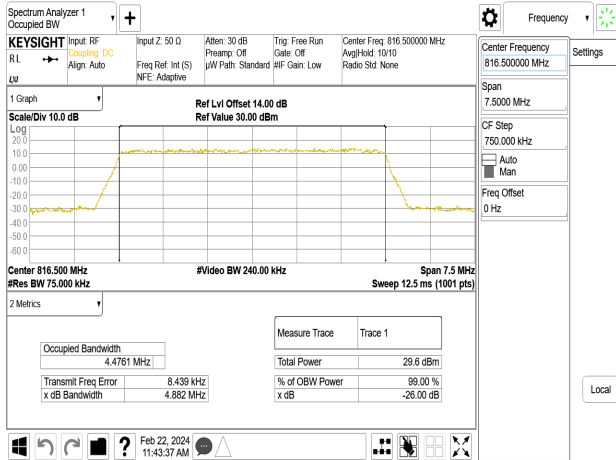 Spectrum Analyzer 1
Occupied BW
Frequency
KEYSIGHT
R L
LXI
Input: RF
Coupling: DC
Align: Auto
Input Z: 50 Ω
Freq Ref: Int (S)
NFE: Adaptive
Atten: 30 dB
Preamp: Off
µW Path: Standard
Trig: Free Run
Gate: Off
#IF Gain: Low
Center Freq: 816.500000 MHz
Avg|Hold: 10/10
Radio Std: None
Center Frequency
816.500000 MHz
Settings
Span
7.5000 MHz
CF Step
750.000 kHz
Auto
Man
Freq Offset
0 Hz
Local
1 Graph
Scale/Div 10.0 dB
Ref Lvl Offset 14.00 dB
Ref Value 30.00 dBm
Log
20.0
10.0
0.00
-10.0
-20.0
-30.0
-40.0
-50.0
-60.0
Center 816.500 MHz
#Video BW 240.00 kHz
Span 7.5 MHz
#Res BW 75.000 kHz
Sweep 12.5 ms (1001 pts)
2 Metrics
Measure Trace
Trace 1
Occupied Bandwidth
4.4761 MHz
Total Power
29.6 dBm
Transmit Freq Error
8.439 kHz
% of OBW Power
99.00 %
x dB Bandwidth
4.882 MHz
x dB
-26.00 dB
Feb 22, 2024
11:43:37 AM